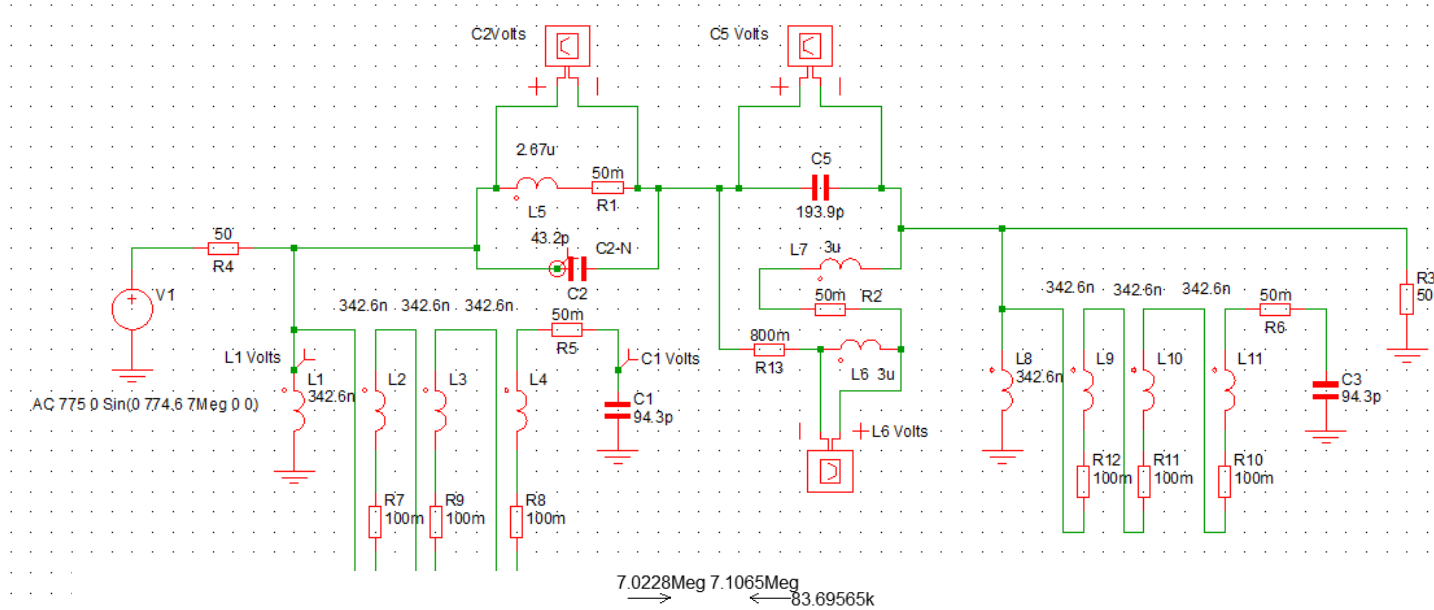 C2Volts
C5 Volts
2.67u
50m
R1
L5
43.2p
C2-N
C2
C5
193.9p
L7
3u
50m
R2
800m
R13
L6 3u
L6 Volts
50
R4
V1
AC 775 0 Sin(0 774.6 7Meg 0 0)
L1 Volts
L1
342.6n
342.6n
342.6n
342.6n
L2
L3
L4
50m
R5
C1 Volts
C1
94.3p
R7
100m
R9
100m
R8
100m
342.6n
342.6n
342.6n
L8
342.6n
L9
L10
L11
50m
R6
C3
94.3p
R12
100m
R11
100m
R10
100m
R3
50
7.0228Meg 7.1065Meg
83.69565k